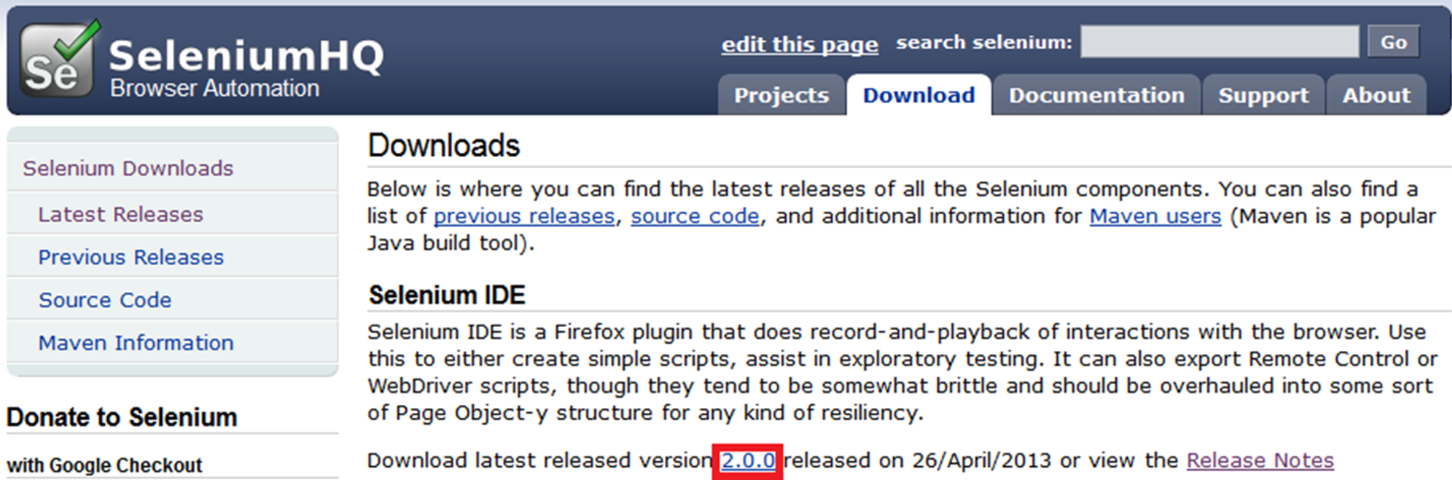 Se
SeleniumHQ
Browser Automation
edit this page search selenium: Go
Projects Download Documentation Support About
Selenium Downloads
Latest Releases
Previous Releases
Source Code
Maven Information
Donate to Selenium
with Google Checkout
Downloads
Below is where you can find the latest releases of all the Selenium components. You can also find a
list of previous releases, source code, and additional information for Maven users (Maven is a popular
Java build tool).
Selenium IDE
Selenium IDE is a Firefox plugin that does record-and-playback of interactions with the browser. Use
this to either create simple scripts, assist in exploratory testing. It can also export Remote Control or
WebDriver scripts, though they tend to be somewhat brittle and should be overhauled into some sort
of Page Object-y structure for any kind of resiliency.
Download latest released version 2.0.0 released on 26/April/2013 or view the Release Notes